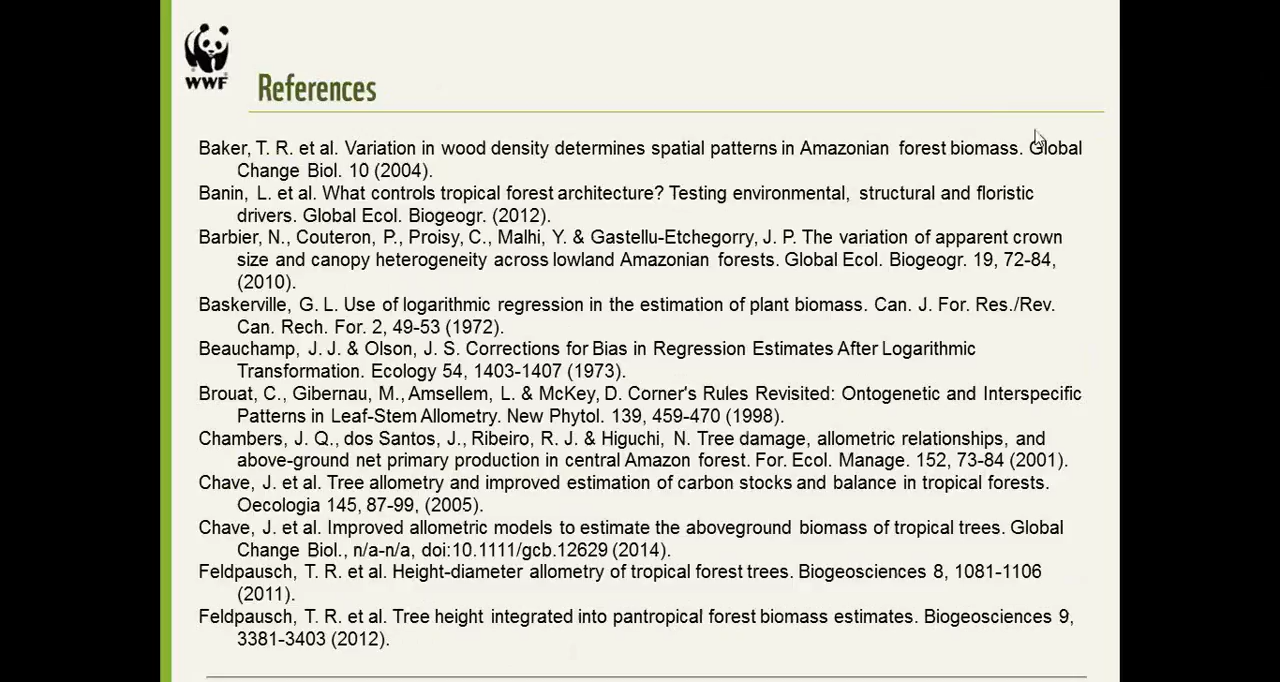 WWF
References
Baker, T. R. et al. Variation in wood density determines spatial patterns in Amazonian forest biomass. Global
Change Biol. 10 (2004).
Banin, L. et al. What controls tropical forest architecture? Testing environmental, structural and floristic
drivers. Global Ecol. Biogeogr. (2012).
Barbier, N., Couteron, P., Proisy, C., Malhi, Y. & Gastellu-Etchegorry, J. P. The variation of apparent crown
size and canopy heterogeneity across lowland Amazonian forests. Global Ecol. Biogeogr. 19, 72-84,
(2010).
Baskerville, G. L. Use of logarithmic regression in the estimation of plant biomass. Can. J. For. Res./Rev.
Can. Rech. For. 2, 49-53 (1972).
Beauchamp, J. J. & Olson, J. S. Corrections for Bias in Regression Estimates After Logarithmic
Transformation. Ecology 54, 1403-1407 (1973).
Brouat, C., Gibernau, M., Amsellem, L. & McKey, D. Corner's Rules Revisited: Ontogenetic and Interspecific
Patterns in Leaf-Stem Allometry. New Phytol. 139, 459-470 (1998).
Chambers, J. Q., dos Santos, J., Ribeiro, R. J. & Higuchi, N. Tree damage, allometric relationships, and
above-ground net primary production in central Amazon forest. For. Ecol. Manage. 152, 73-84 (2001).
Chave, J. et al. Tree allometry and improved estimation of carbon stocks and balance in tropical forests.
Oecologia 145, 87-99, (2005).
Chave, J. et al. Improved allometric models to estimate the aboveground biomass of tropical trees. Global
Change Biol., n/a-n/a, doi:10.1111/gcb.12629 (2014).
Feldpausch, T. R. et al. Height-diameter allometry of tropical forest trees. Biogeosciences 8, 1081-1106
(2011).
Feldpausch, T. R. et al. Tree height integrated into pantropical forest biomass estimates. Biogeosciences 9,
3381-3403 (2012).